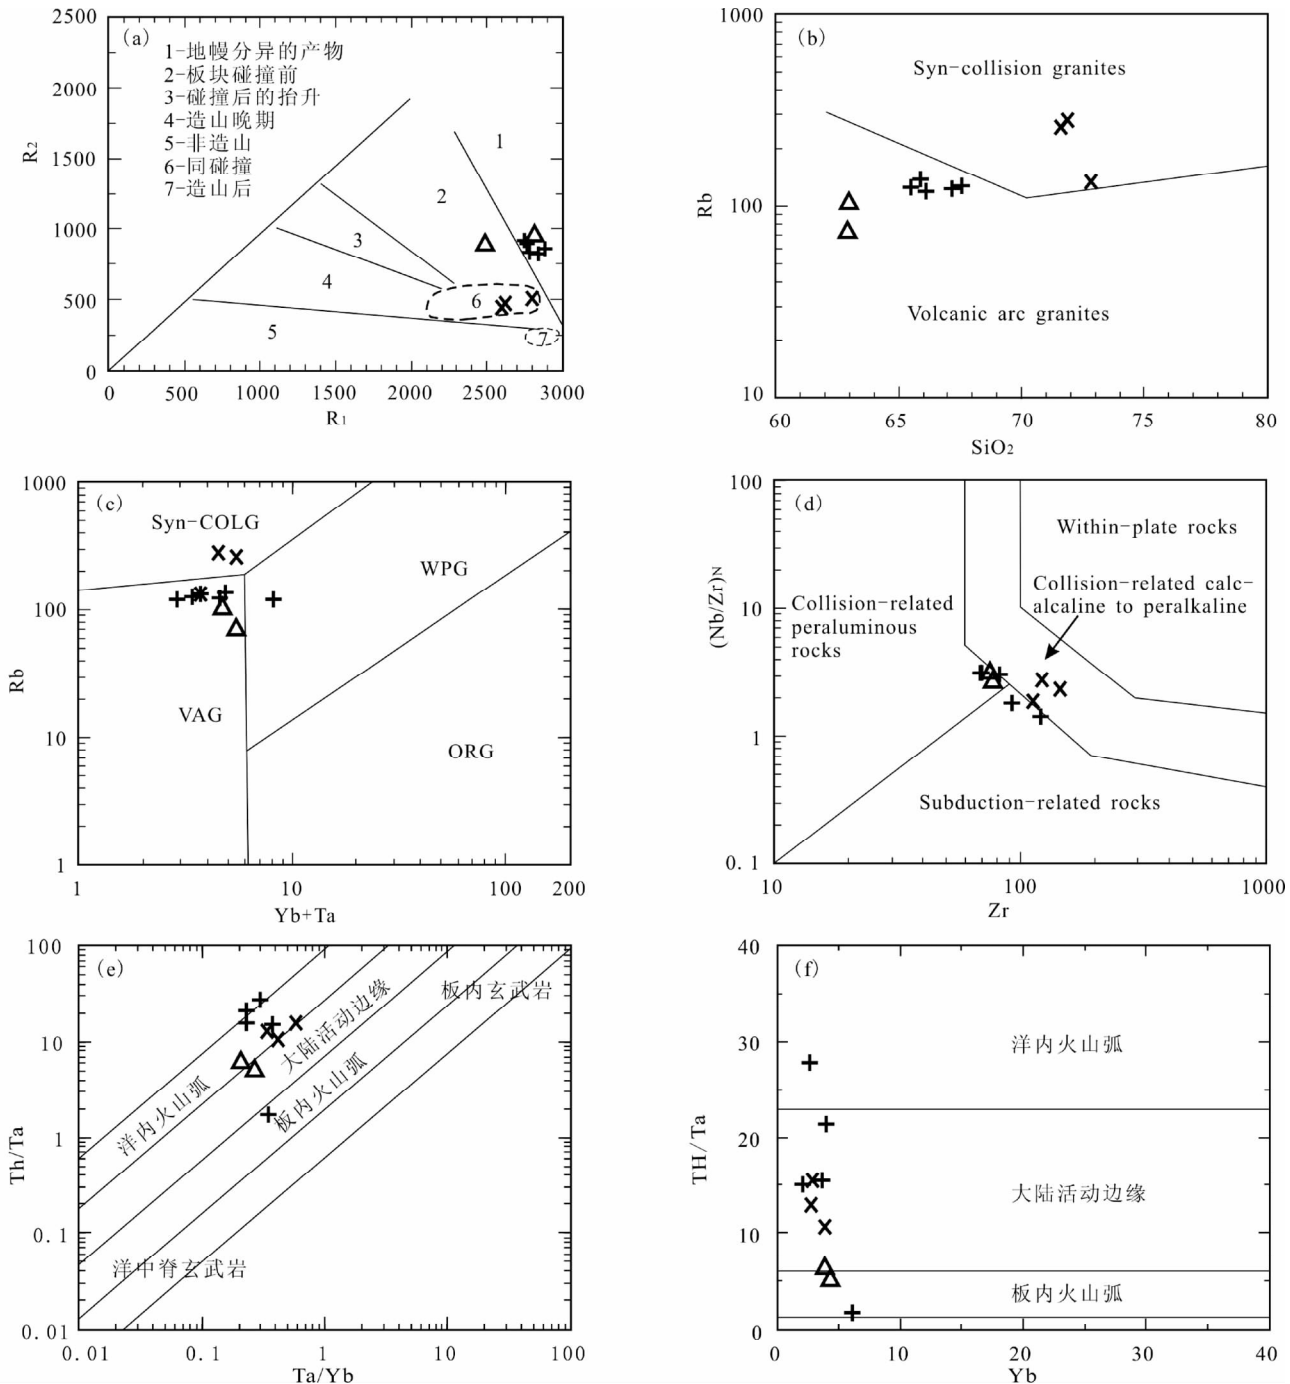 (a)
1-地幔分异的产物
2-板块碰撞前
3-碰撞后的抬升
4-造山晚期
5-非造山
6-同碰撞
7-造山后
2500
2000
1500
1000
500
0
R2
1
2
3
4
5
6
7
0 500 1000 1500 2000 2500 3000
R1
(b)
1000
100
10
Rb
Syn-collision granites
Volcanic arc granites
60 65 70 75 80
SiO2
(c)
1000
100
10
1
Rb
Syn-COLG
WPG
VAG
ORG
1 10 100 200
Yb+Ta
(d)
100
10
1
0.1
(Nb/Zr)N
Within-plate rocks
Collision-related calc-
alcaline to peralkaline
Collision-related
peraluminous
rocks
Subduction-related rocks
10 100 1000
Zr
(e)
100
10
1
0.1
0.01
Th/Ta
板内玄武岩
大陆活动边缘
板内火山弧
洋内火山弧
洋中脊玄武岩
0.01 0.1 1 10 100
Ta/Yb
(f)
40
30
20
10
0
TH/Ta
洋内火山弧
大陆活动边缘
板内火山弧
0 10 20 30 40
Yb